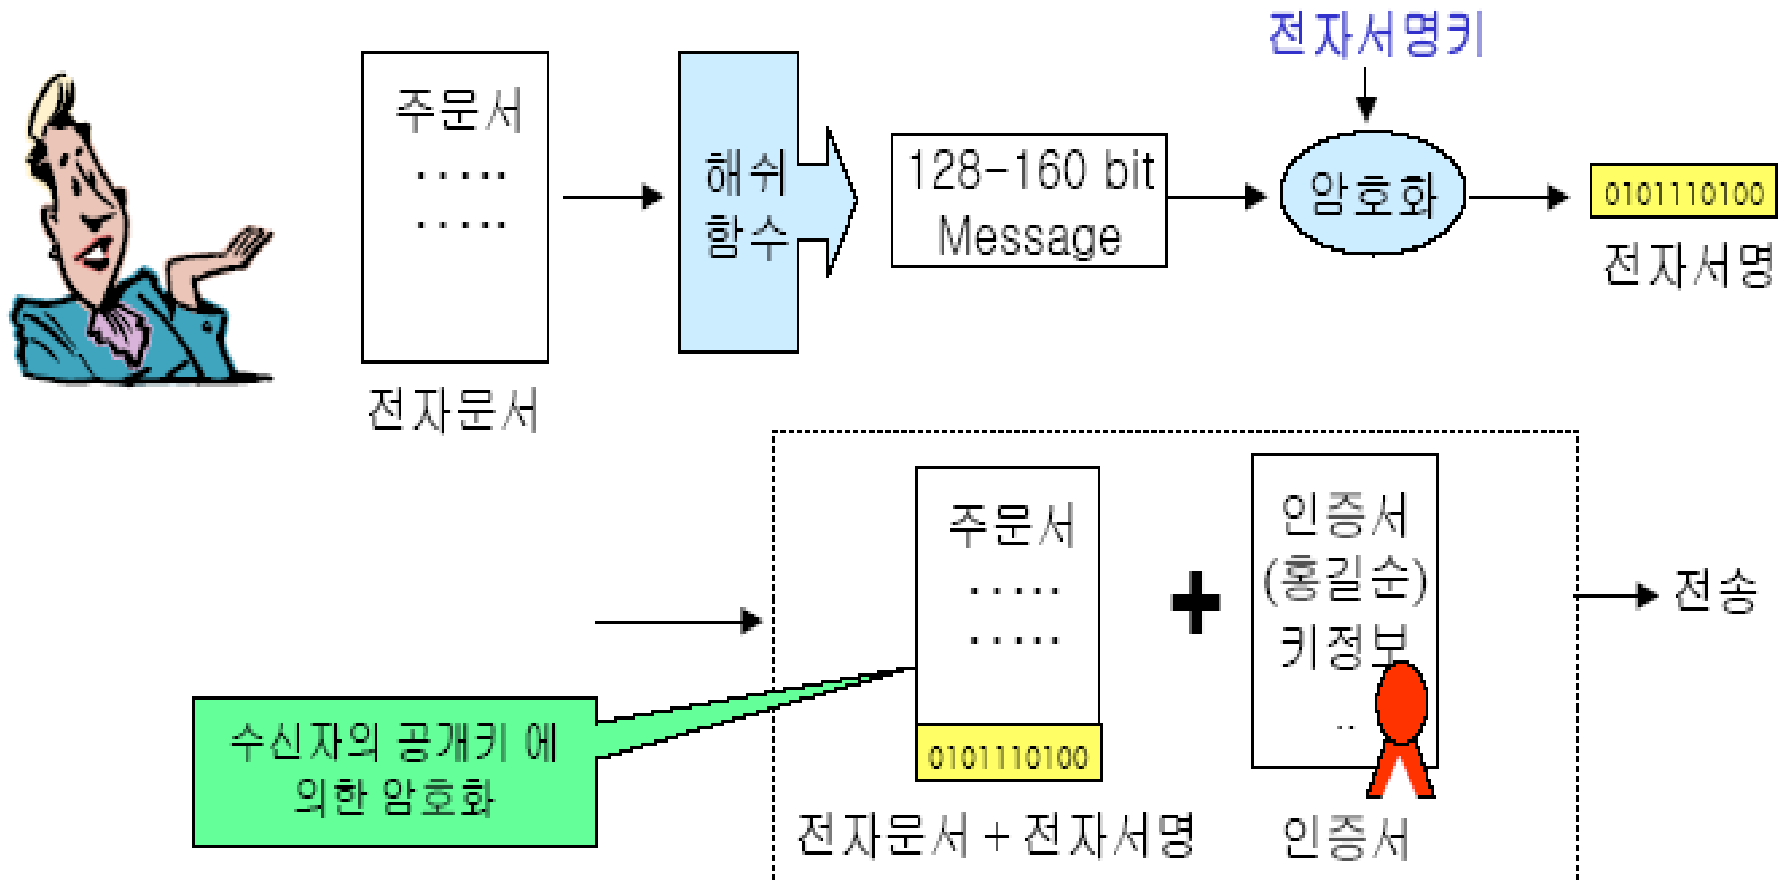 전자서명키
주문서
.....
.....
해쉬
함수
128-160 bit
Message
암호화
0101110100
전자서명
전자문서
주문서
.....
.....
0101110100
인증서
(홍길순)
키정보
..
전송
수신자의 공개키 에
의한 암호화
전자문서 + 전자서명
인증서